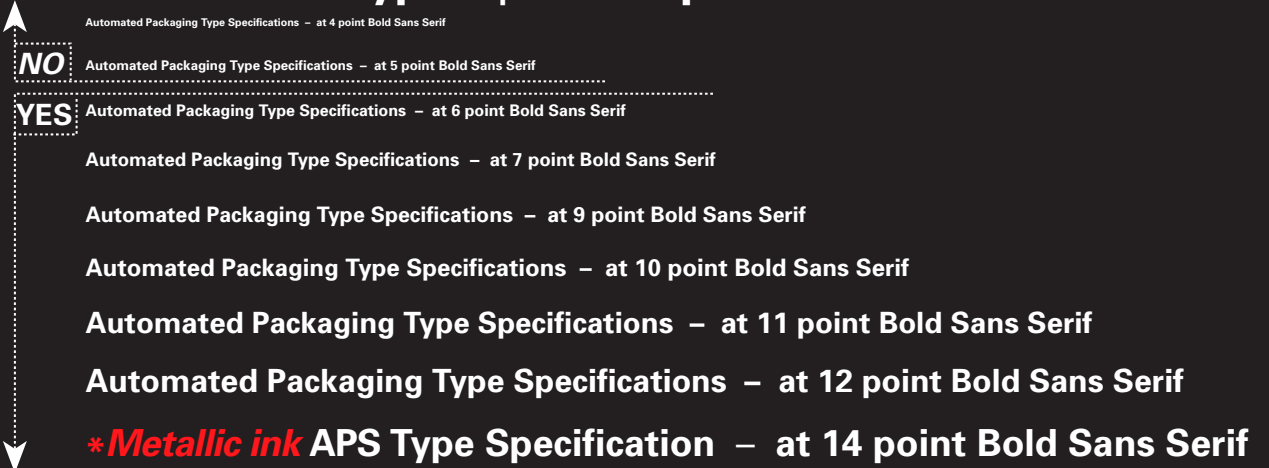 Automated Packaging Type Specifications – at 4 point Bold Sans Serif
NO Automated Packaging Type Specifications – at 5 point Bold Sans Serif
YES Automated Packaging Type Specifications – at 6 point Bold Sans Serif
Automated Packaging Type Specifications – at 7 point Bold Sans Serif
Automated Packaging Type Specifications – at 9 point Bold Sans Serif
Automated Packaging Type Specifications – at 10 point Bold Sans Serif
Automated Packaging Type Specifications – at 11 point Bold Sans Serif
Automated Packaging Type Specifications – at 12 point Bold Sans Serif
*Metallic ink APS Type Specification – at 14 point Bold Sans Serif